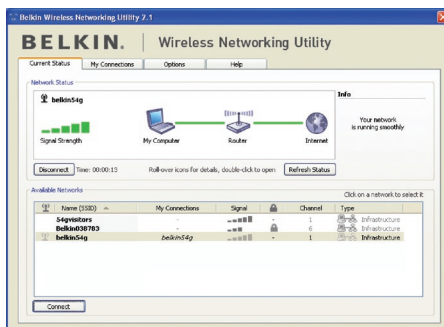 Belkin Wireless Networking Utility 2.1
BELKIN. Wireless Networking Utility
Current Status My Connections Options Help
Network Status
belkin54g
Signal Strength My Computer Router Internet
Info
Your network
is running smoothly
Disconnect Time: 00:00:13 Roll-over icons for details, double-click to open Refresh Status
Available Networks
Click on a network to select it
Name (SSID) My Connections Signal Channel Type
54gvisitors - - 1 Infrastructure
Belkin038783 - 6 Infrastructure
belkin54g belkin54g - 1 Infrastructure
Connect